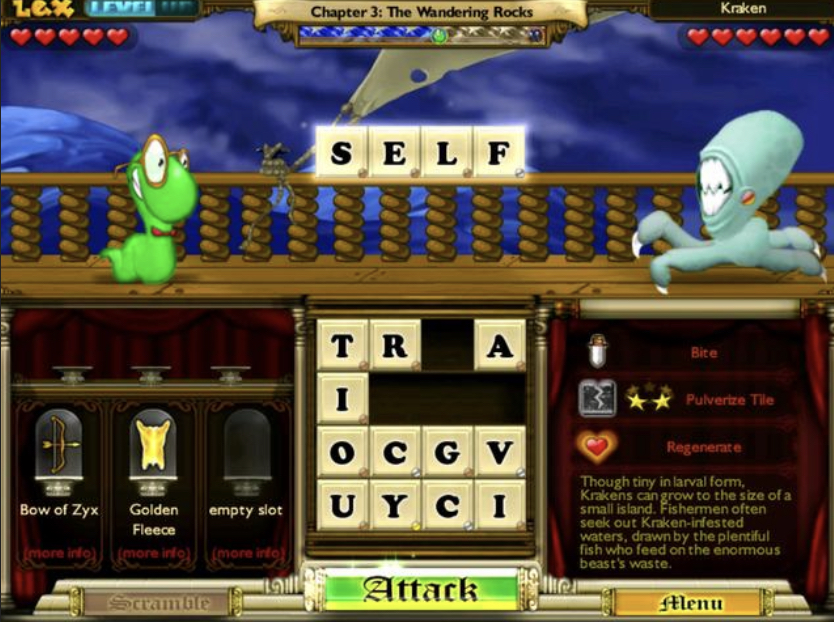 Lex LEVEL UP
Chapter 3: The Wandering Rocks
Kraken
S E L F
T R A
I
O C G V
U Y C I
Bow of Zyx
Golden
Fleece
empty slot
(more info)
(more info)
(more info)
Bite
Pulverize Tile
Regenerate
Though tiny in larval form,
Krakens can grow to the size of a
small island. Fishermen often
seek out Kraken-infested
waters, drawn by the plentiful
fish who feed on the enormous
beast's waste.
Scramble
Attack
Menu